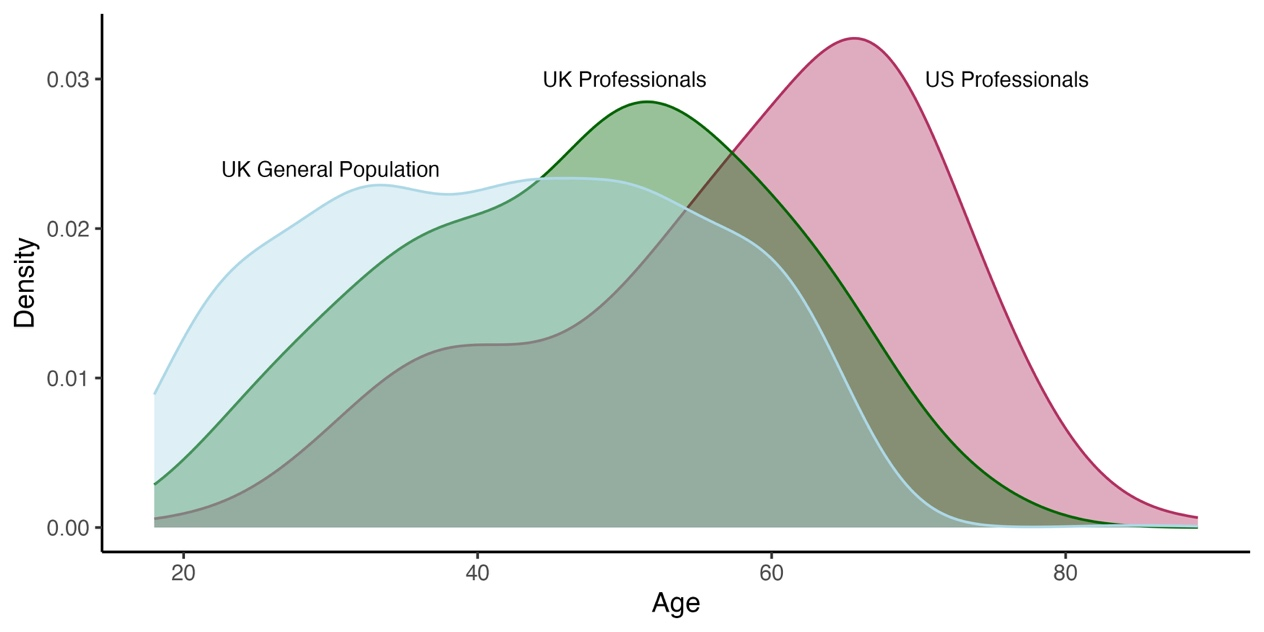 UK Professionals
US Professionals
UK General Population
Density
0.03
0.02
0.01
0.00
20 40 60 80
Age